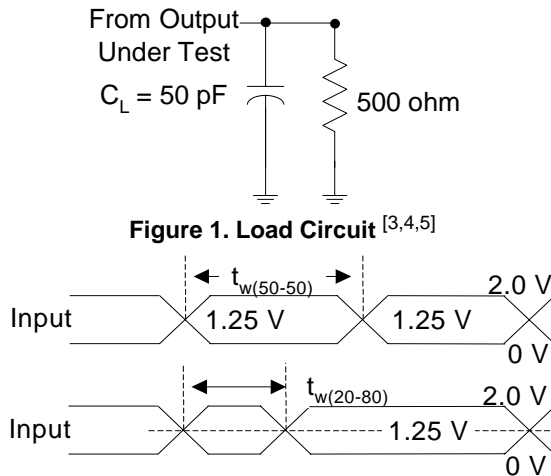 From Output
Under Test
C_L = 50 pF
500 ohm
Figure 1. Load Circuit [3,4,5]
t_w(50-50)
2.0 V
Input
1.25 V
1.25 V
0 V
t_w(20-80)
2.0 V
Input
1.25 V
0 V